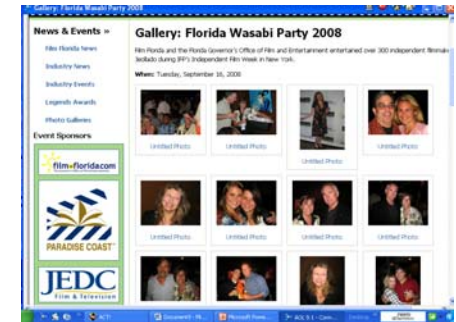 Gallery: Florida Wasabi Party 2008
News & Events »
Film Florida News
Industry News
Industry Events
Legends Awards
Photo Galleries
Event Sponsors
film florida.com
PARADISE COAST
JEDC
Film & Television
Gallery: Florida Wasabi Party 2008
Film Florida and the Florida Governor's Office of Film and Entertainment entertained over 300 independent filmmak
during IFP's Independent Film Week in New York.
When: Tuesday, September 16, 2008
Untitled Photo
Untitled Photo
Untitled Photo
Untitled Photo
Untitled Photo
Untitled Photo
Untitled Photo
Untitled Photo